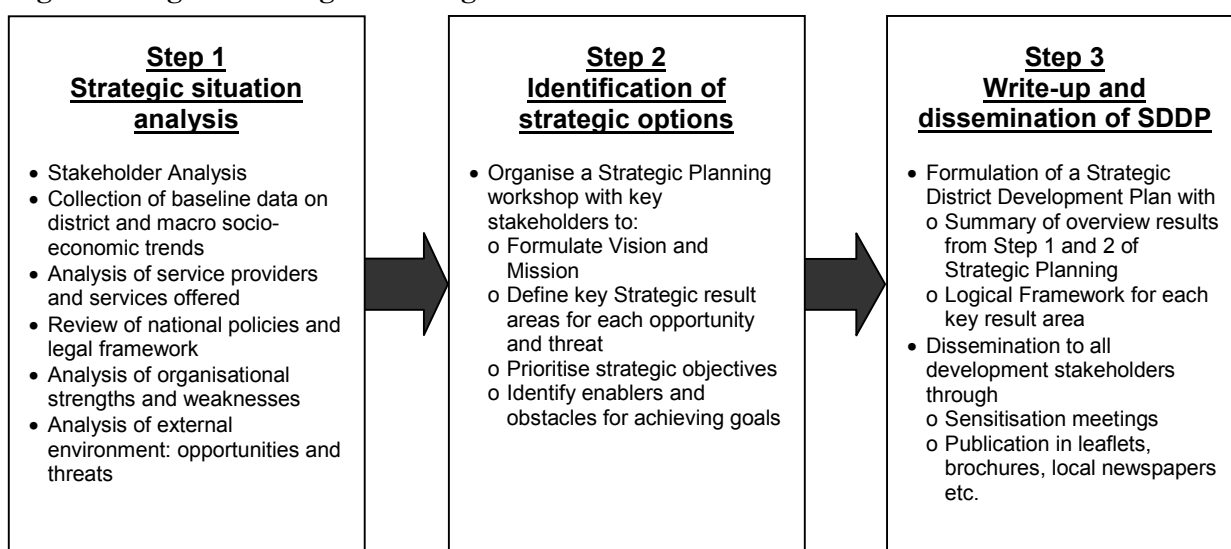 Step 1
Strategic situation
analysis
• Stakeholder Analysis
• Collection of baseline data on
district and macro socio-
economic trends
• Analysis of service providers
and services offered
• Review of national policies and
legal framework
• Analysis of organisational
strengths and weaknesses
• Analysis of external
environment: opportunities and
threats
Step 2
Identification of
strategic options
• Organise a Strategic Planning
workshop with key
stakeholders to:
o Formulate Vision and
Mission
o Define key Strategic result
areas for each opportunity
and threat
o Prioritise strategic objectives
o Identify enablers and
obstacles for achieving goals
Step 3
Write-up and
dissemination of SDDP
• Formulation of a Strategic
District Development Plan with
o Summary of overview results
from Step 1 and 2 of
Strategic Planning
o Logical Framework for each
key result area
• Dissemination to all
development stakeholders
through
o Sensitisation meetings
o Publication in leaflets,
brochures, local newspapers
etc.